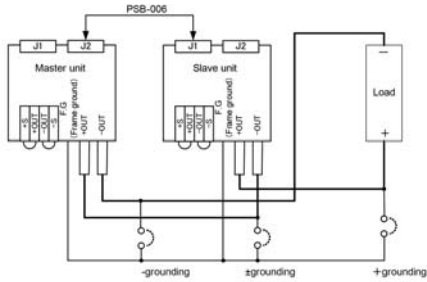 PSB-006
J1
J2
J1
J2
Master unit
Slave unit
Load
−
+
+S
+OUT
−OUT
−S
F.G
(Frame ground)
+OUT
−OUT
+S
+OUT
−OUT
−S
F.G
(Frame ground)
+OUT
−OUT
-grounding
±grounding
+grounding